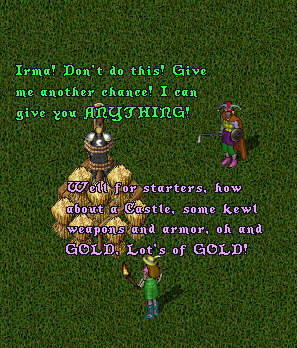 Irma! Don't do this! Give
me another chance! I can
give you ANYTHING!
Well for starters, how
about a Castle, some kewl
weapons and armor, oh and
GOLD, Lot's of GOLD!